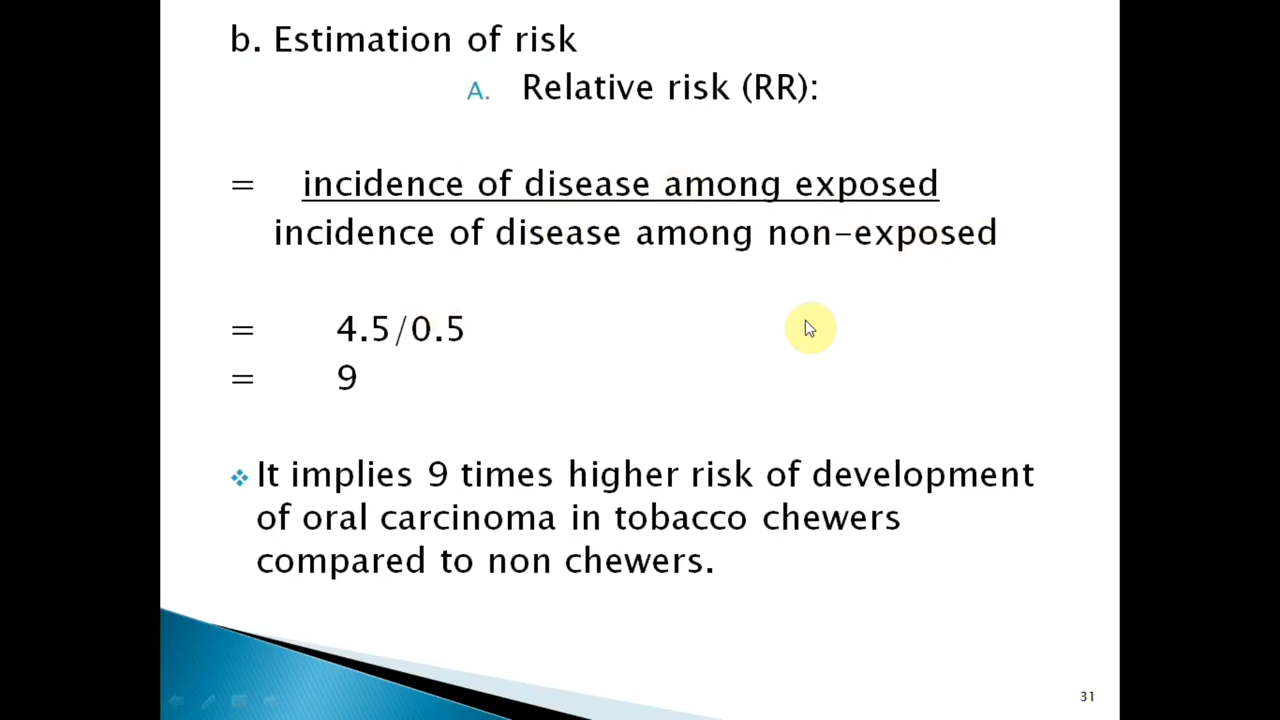 b. Estimation of risk
A. Relative risk (RR):
= incidence of disease among exposed
incidence of disease among non-exposed
= 4.5/0.5
= 9
It implies 9 times higher risk of development
of oral carcinoma in tobacco chewers
compared to non chewers.
31